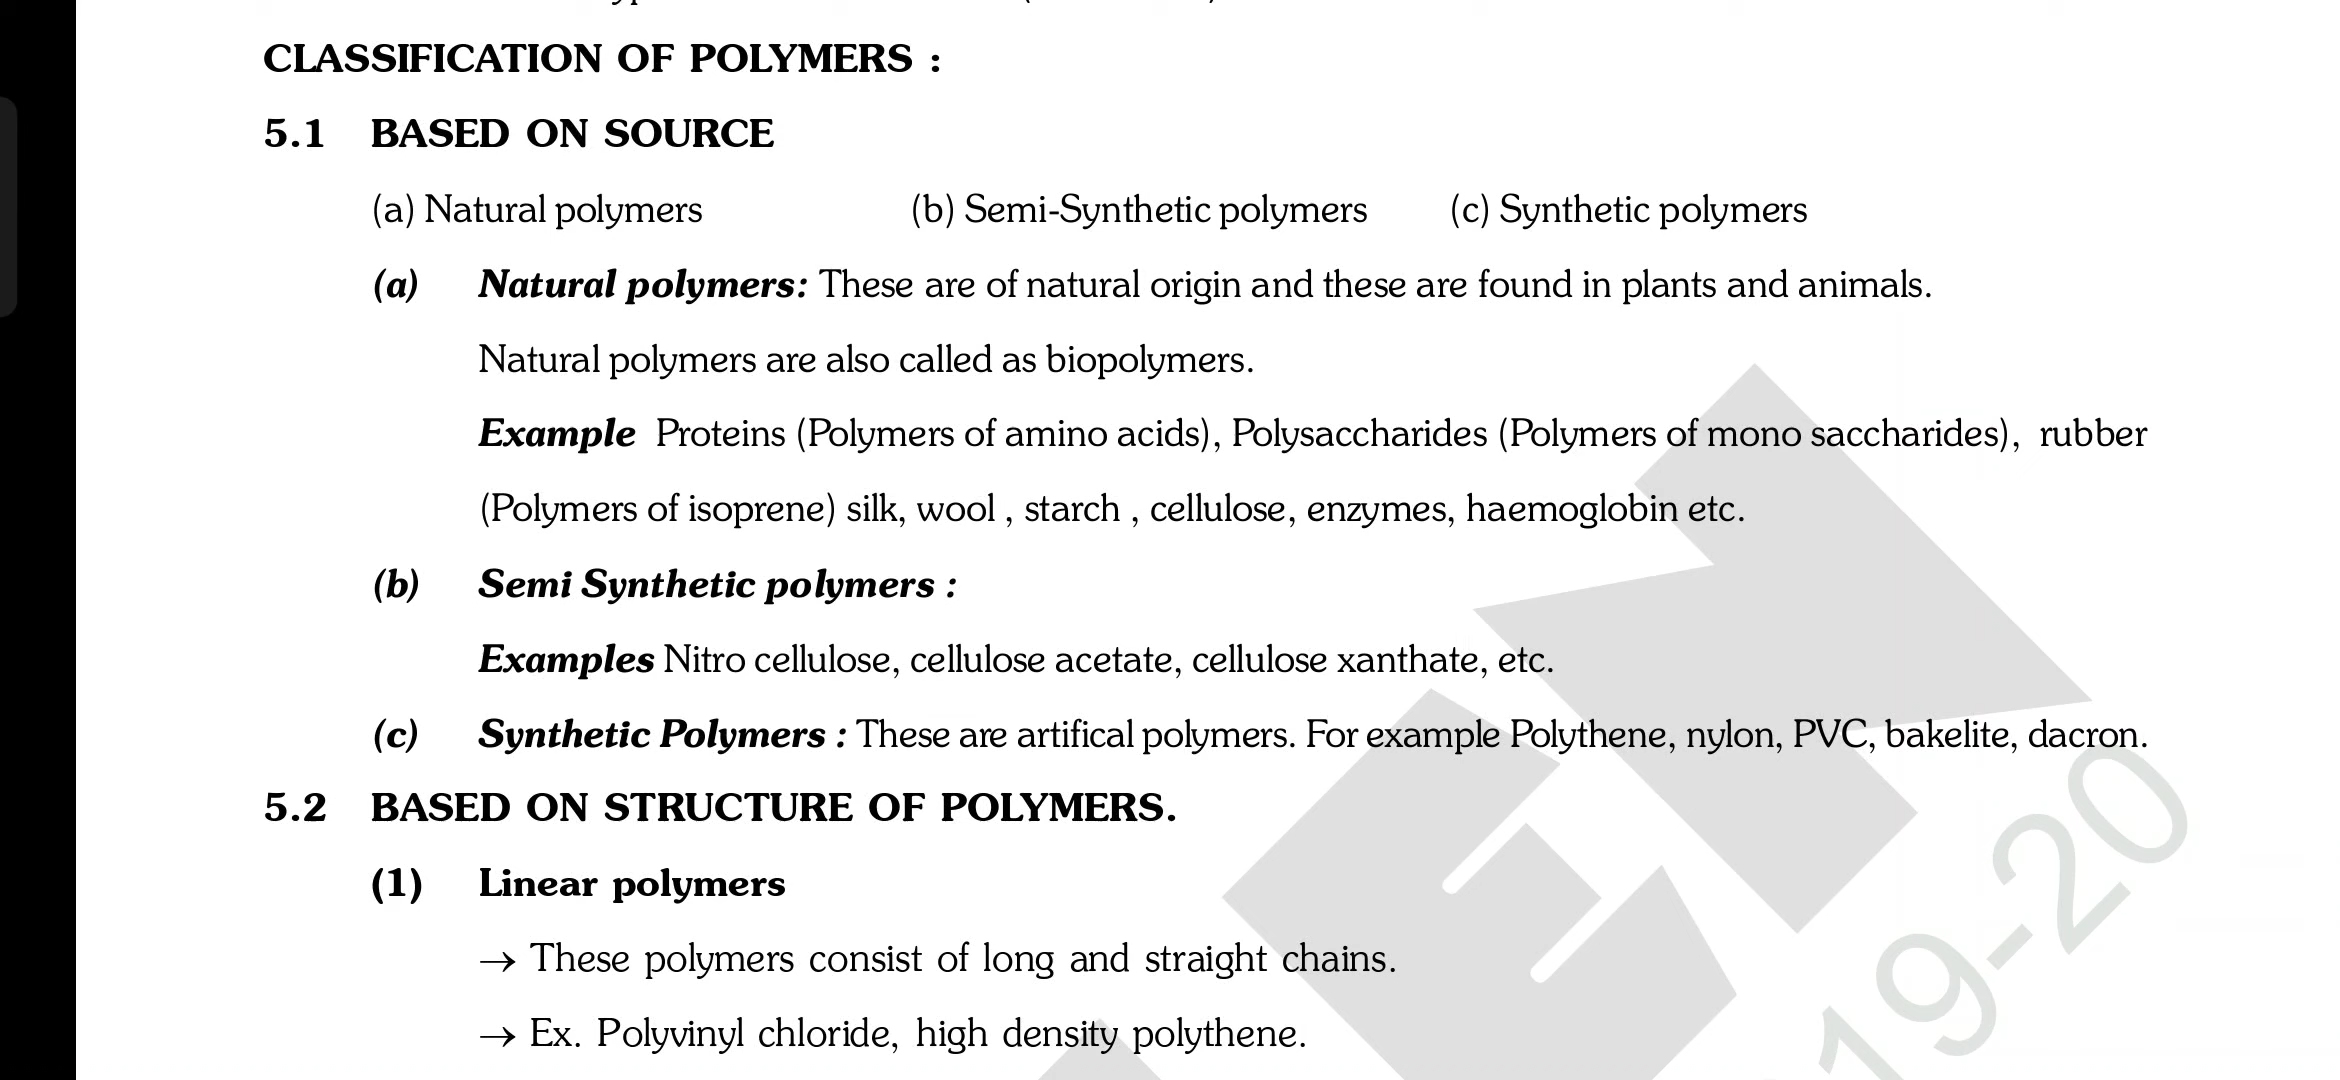 CLASSIFICATION OF POLYMERS :
5.1 BASED ON SOURCE
(a) Natural polymers (b) Semi-Synthetic polymers (c) Synthetic polymers
(a) Natural polymers: These are of natural origin and these are found in plants and animals.
Natural polymers are also called as biopolymers.
Example Proteins (Polymers of amino acids), Polysaccharides (Polymers of mono saccharides), rubber
(Polymers of isoprene) silk, wool , starch , cellulose, enzymes, haemoglobin etc.
(b) Semi Synthetic polymers :
Examples Nitro cellulose, cellulose acetate, cellulose xanthate, etc.
(c) Synthetic Polymers : These are artifical polymers. For example Polythene, nylon, PVC, bakelite, dacron.
5.2 BASED ON STRUCTURE OF POLYMERS.
(1) Linear polymers
→ These polymers consist of long and straight chains.
→ Ex. Polyvinyl chloride, high density polythene.
19-20